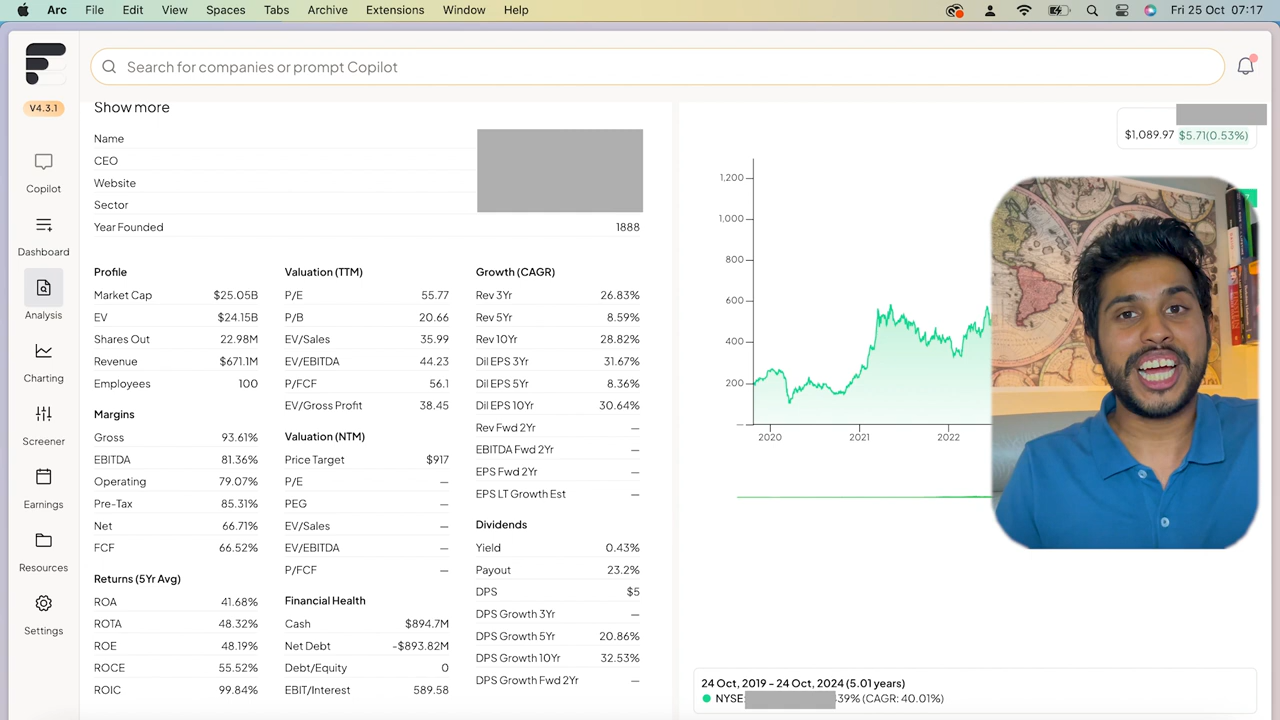 Arc File Edit View Spaces Tabs Archive Extensions Window Help Fri 25 Oct 07:17
Search for companies or prompt Copilot
V4.3.1
Copilot
Dashboard
Analysis
Charting
Screener
Earnings
Resources
Settings
Show more
Name
CEO
Website
Sector
Year Founded 1888
Profile
Market Cap $25.05B
EV $24.15B
Shares Out 22.98M
Revenue $671.1M
Employees 100
Margins
Gross 93.61%
EBITDA 81.36%
Operating 79.07%
Pre-Tax 85.31%
Net 66.71%
FCF 66.52%
Returns (5Yr Avg)
ROA 41.68%
ROTA 48.32%
ROE 48.19%
ROCE 55.52%
ROIC 99.84%
Valuation (TTM)
P/E 55.77
P/B 20.66
EV/Sales 35.99
EV/EBITDA 44.23
P/FCF 56.1
EV/Gross Profit 38.45
Valuation (NTM)
Price Target $917
P/E —
PEG —
EV/Sales —
EV/EBITDA —
P/FCF —
Financial Health
Cash $894.7M
Net Debt -$893.82M
Debt/Equity 0
EBIT/Interest 589.58
Growth (CAGR)
Rev 3Yr 26.83%
Rev 5Yr 8.59%
Rev 10Yr 28.82%
Dil EPS 3Yr 31.67%
Dil EPS 5Yr 8.36%
Dil EPS 10Yr 30.64%
Rev Fwd 2Yr —
EBITDA Fwd 2Yr —
EPS Fwd 2Yr —
EPS LT Growth Est —
Dividends
Yield 0.43%
Payout 23.2%
DPS $5
DPS Growth 3Yr —
DPS Growth 5Yr 20.86%
DPS Growth 10Yr 32.53%
DPS Growth Fwd 2Yr —
$1,089.97 $5.71(0.53%)
1,200
1,000
800
600
400
200
—
2020 2021 2022
24 Oct, 2019 – 24 Oct, 2024 (5.01 years)
NYSE: 39% (CAGR: 40.01%)